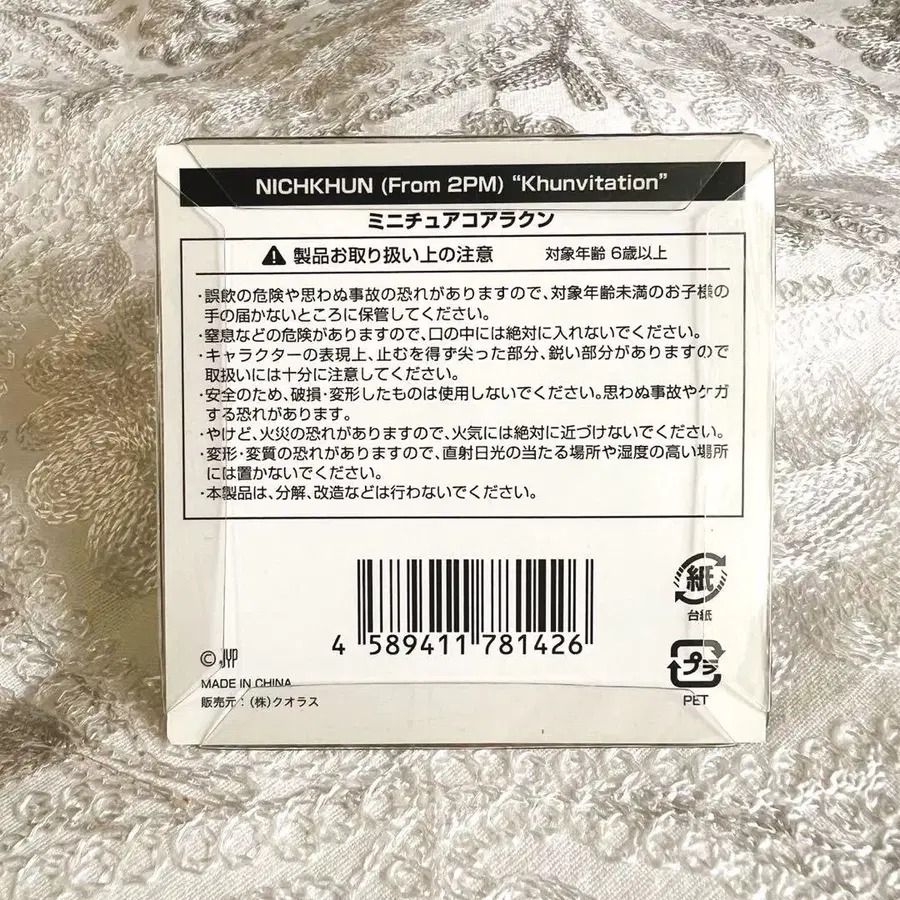 NICHKHUN (From 2PM) “Khunvitation”
ミニチュアコアラクン
製品お取り扱い上の注意 対象年齢 6歳以上
・誤飲の危険や思わぬ事故の恐れがありますので、対象年齢未満のお子様の
手の届かないところに保管してください。
・窒息などの危険がありますので、口の中には絶対に入れないでください。
・キャラクターの表現上、止むを得ず尖った部分、鋭い部分がありますので
取扱いには十分に注意してください。
・安全のため、破損・変形したものは使用しないでください。思わぬ事故やケガ
する恐れがあります。
・やけど、火災の恐れがありますので、火気には絶対に近づけないでください。
・変形・変質の恐れがありますので、直射日光の当たる場所や湿度の高い場所
には置かないでください。
・本製品は、分解、改造などは行わないでください。
紙
台紙
4 589411 781426
© JYP
プラ
MADE IN CHINA
販売元：(株)クオラス
PET